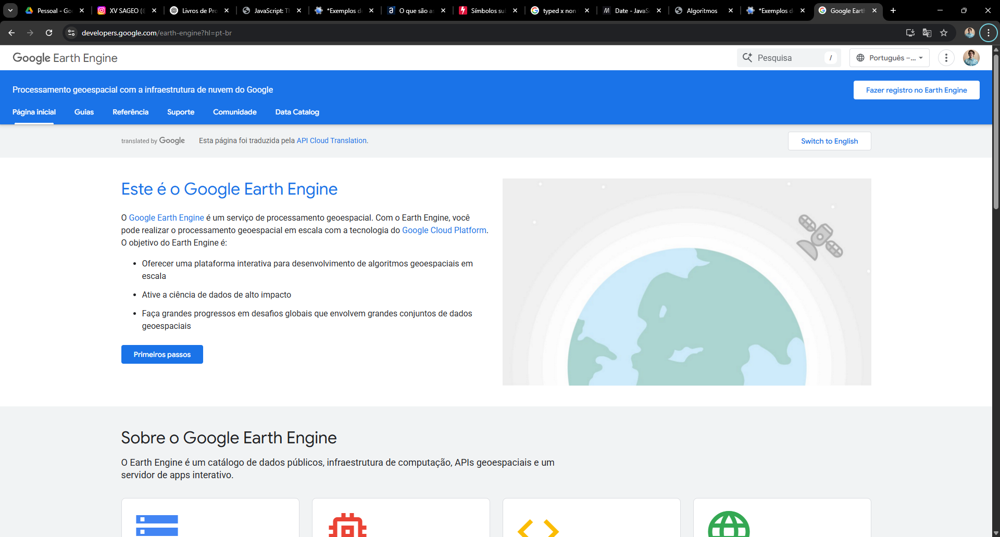 Pessoal - Go
XV SAGEO (@
Livros de Pro
JavaScript: Th
*Exemplos d
O que são as
Símbolos su
typed x non
Date - JavaS
Algoritmos
*Exemplos d
Google Earth
developers.google.com/earth-engine?hl=pt-br
Google Earth Engine
Pesquisa
/
Português –...
Processamento geoespacial com a infraestrutura de nuvem do Google
Fazer registro no Earth Engine
Página inicial
Guias
Referência
Suporte
Comunidade
Data Catalog
translated by Google
Esta página foi traduzida pela API Cloud Translation.
Switch to English
Este é o Google Earth Engine
O Google Earth Engine é um serviço de processamento geoespacial. Com o Earth Engine, você
pode realizar o processamento geoespacial em escala com a tecnologia do Google Cloud Platform.
O objetivo do Earth Engine é:
• Oferecer uma plataforma interativa para desenvolvimento de algoritmos geoespaciais em
escala
• Ative a ciência de dados de alto impacto
• Faça grandes progressos em desafios globais que envolvem grandes conjuntos de dados
geoespaciais
Primeiros passos
Sobre o Google Earth Engine
O Earth Engine é um catálogo de dados públicos, infraestrutura de computação, APIs geoespaciais e um
servidor de apps interativo.